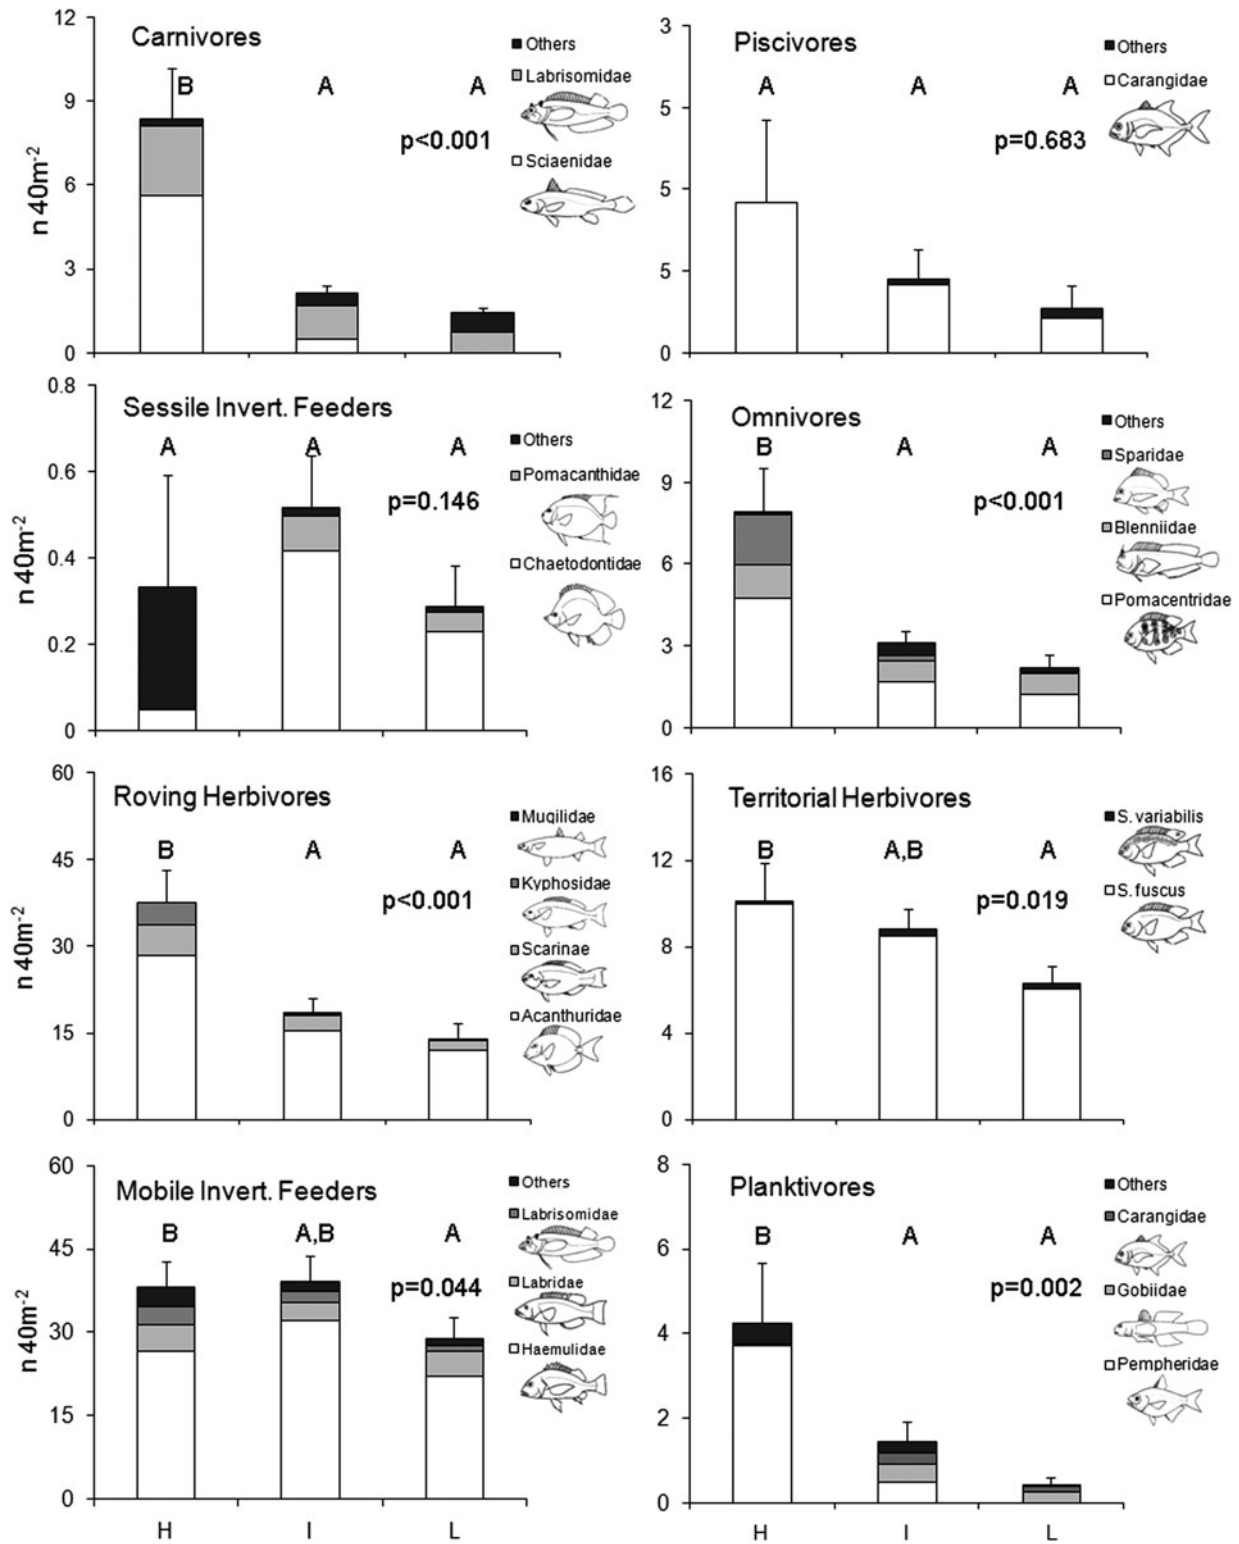 Carnivores
Others
Labrisomidae
Sciaenidae
B
A
A
p<0.001
12
9
6
3
0
n 40m⁻²
Piscivores
Others
Carangidae
A
A
A
p=0.683
3
5
5
5
0
Sessile Invert. Feeders
Others
Pomacanthidae
Chaetodontidae
A
A
A
p=0.146
0.8
0.6
0.4
0.2
0
n 40m⁻²
Omnivores
Others
Sparidae
Blenniidae
Pomacentridae
B
A
A
p<0.001
12
9
6
3
0
Roving Herbivores
Mugilidae
Kyphosidae
Scarinae
Acanthuridae
B
A
A
p<0.001
60
45
30
15
0
n 40m⁻²
Territorial Herbivores
S. variabilis
S. fuscus
B
A,B
A
p=0.019
16
12
8
4
0
Mobile Invert. Feeders
Others
Labrisomidae
Labridae
Haemulidae
B
A,B
A
p=0.044
60
45
30
15
0
n 40m⁻²
H
I
L
Planktivores
Others
Carangidae
Gobiidae
Pempheridae
B
A
A
p=0.002
8
6
4
2
0
H
I
L